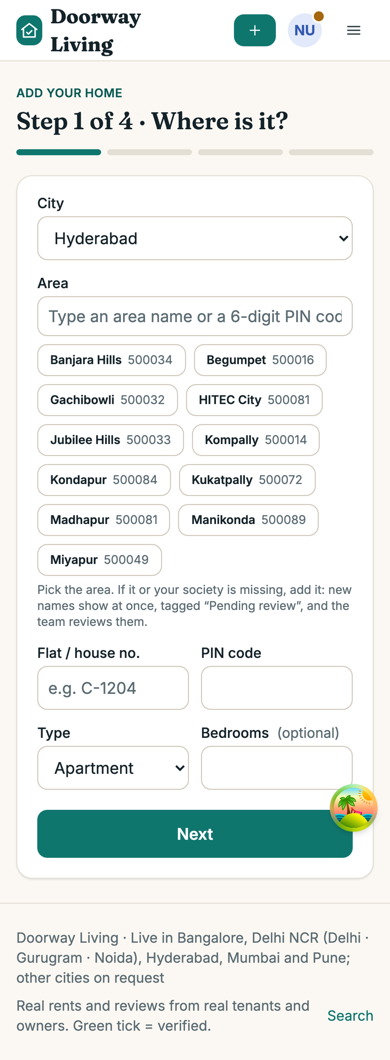 Doorway
Living
+
NU
ADD YOUR HOME
Step 1 of 4 · Where is it?
City
Hyderabad
Area
Type an area name or a 6-digit PIN cod
Banjara Hills 500034
Begumpet 500016
Gachibowli 500032
HITEC City 500081
Jubilee Hills 500033
Kompally 500014
Kondapur 500084
Kukatpally 500072
Madhapur 500081
Manikonda 500089
Miyapur 500049
Pick the area. If it or your society is missing, add it: new
names show at once, tagged “Pending review”, and the
team reviews them.
Flat / house no.
PIN code
e.g. C-1204
Type
Bedrooms (optional)
Apartment
Next
Doorway Living · Live in Bangalore, Delhi NCR (Delhi ·
Gurugram · Noida), Hyderabad, Mumbai and Pune;
other cities on request
Real rents and reviews from real tenants and
owners. Green tick = verified.
Search